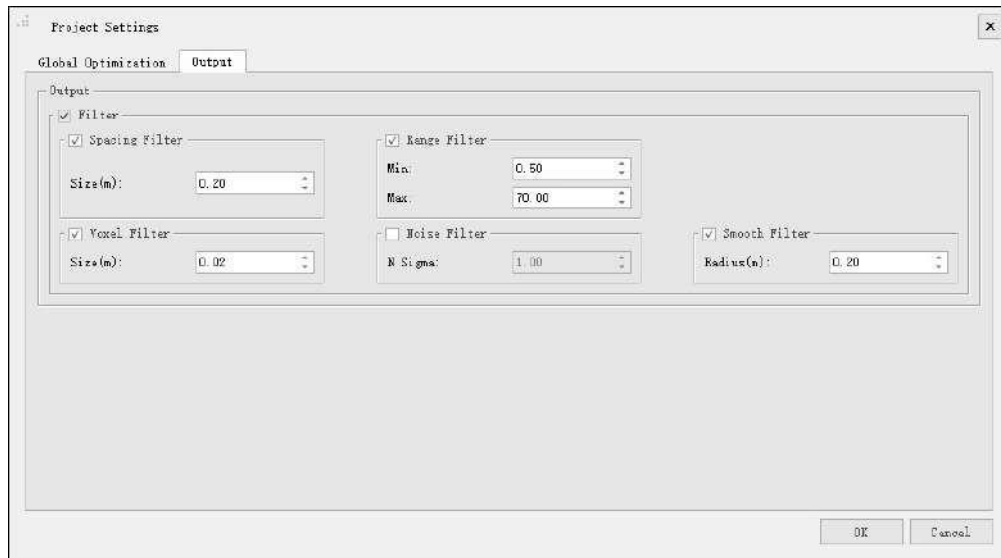 Project Settings
Global Optimization Output
Output
Filter
Spacing Filter Range Filter
Min: 0.50
Size(m): 0.20
Max: 70.00
Voxel Filter Noise Filter Smooth Filter
Size(m): 0.02 N Sigma: 1.00 Radius(m): 0.20
OK Cancel